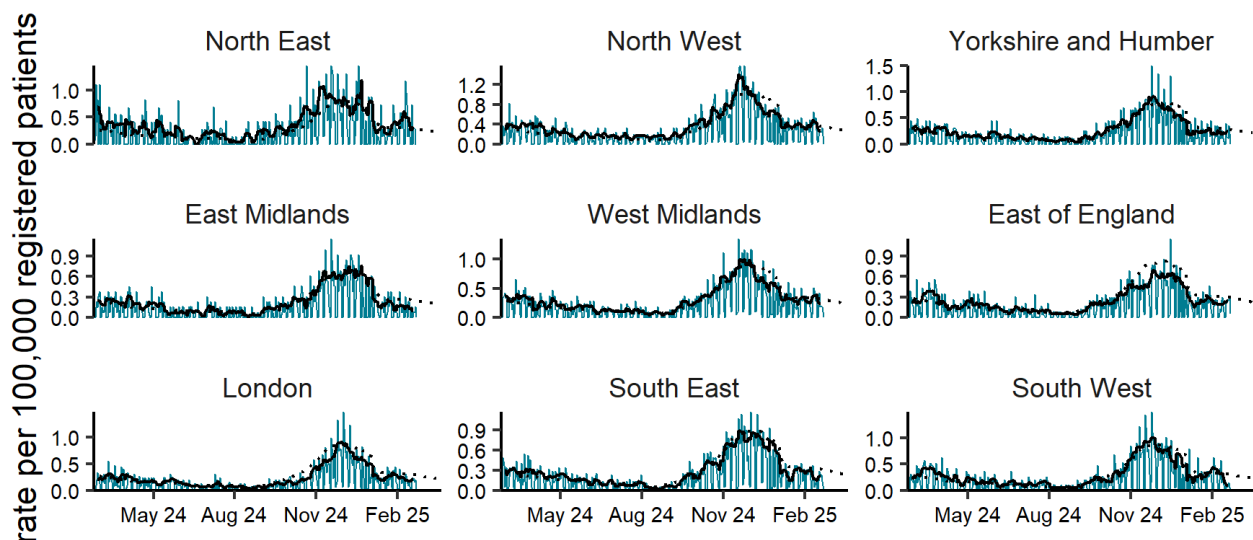 rate per 100,000 registered patients
North East
North West
Yorkshire and Humber
1.0
0.5
0.0
1.2
0.8
0.4
0.0
1.5
1.0
0.5
0.0
East Midlands
West Midlands
East of England
0.9
0.6
0.3
0.0
1.0
0.5
0.0
0.9
0.6
0.3
0.0
London
South East
South West
1.0
0.5
0.0
0.9
0.6
0.3
0.0
1.0
0.5
0.0
May 24 Aug 24 Nov 24 Feb 25
May 24 Aug 24 Nov 24 Feb 25
May 24 Aug 24 Nov 24 Feb 25